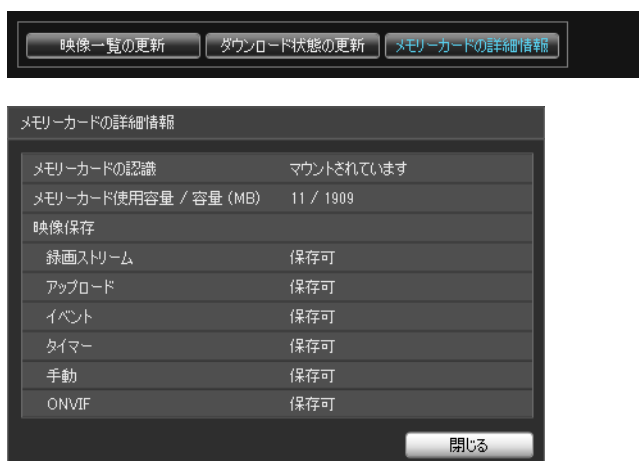 映像一覧の更新 ダウンロード状態の更新 メモリーカードの詳細情報
メモリーカードの詳細情報
メモリーカードの認識 マウントされています
メモリーカード使用容量 / 容量 (MB) 11 / 1909
映像保存
録画ストリーム 保存可
アップロード 保存可
イベント 保存可
タイマー 保存可
手動 保存可
ONVIF 保存可
閉じる